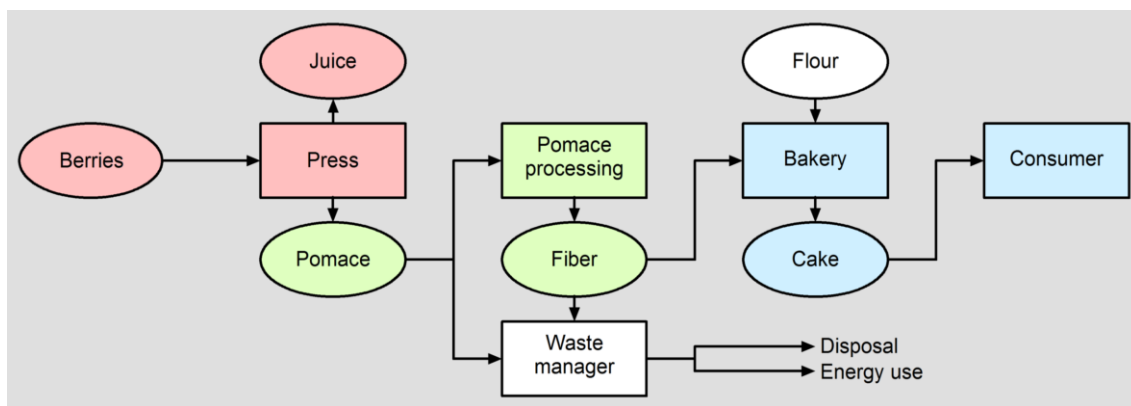 Juice
Flour
Berries
Press
Pomace
processing
Bakery
Consumer
Pomace
Fiber
Cake
Waste
manager
Disposal
Energy use